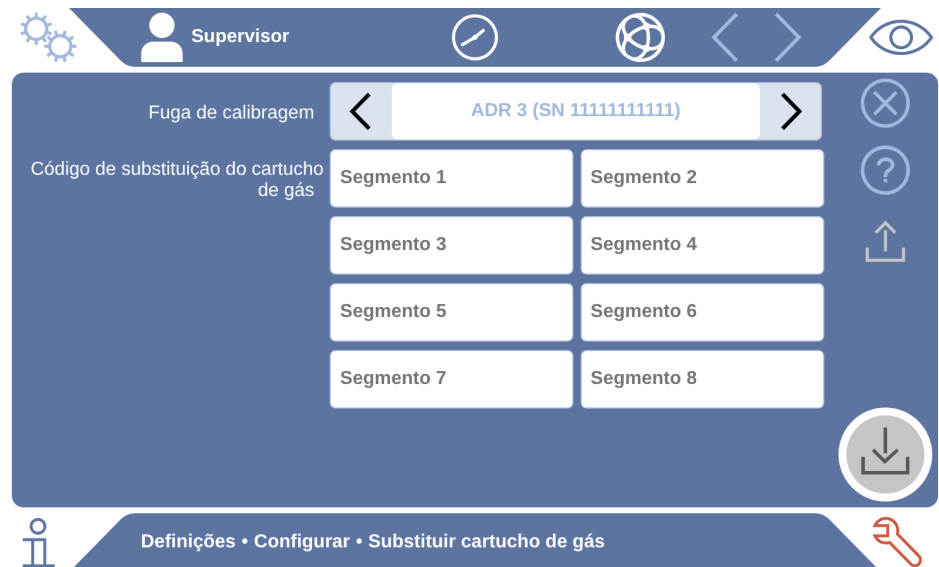 Supervisor
Fuga de calibragem
ADR 3 (SN 11111111111)
Código de substituição do cartucho
de gás
Segmento 1
Segmento 2
Segmento 3
Segmento 4
Segmento 5
Segmento 6
Segmento 7
Segmento 8
Definições • Configurar • Substituir cartucho de gás